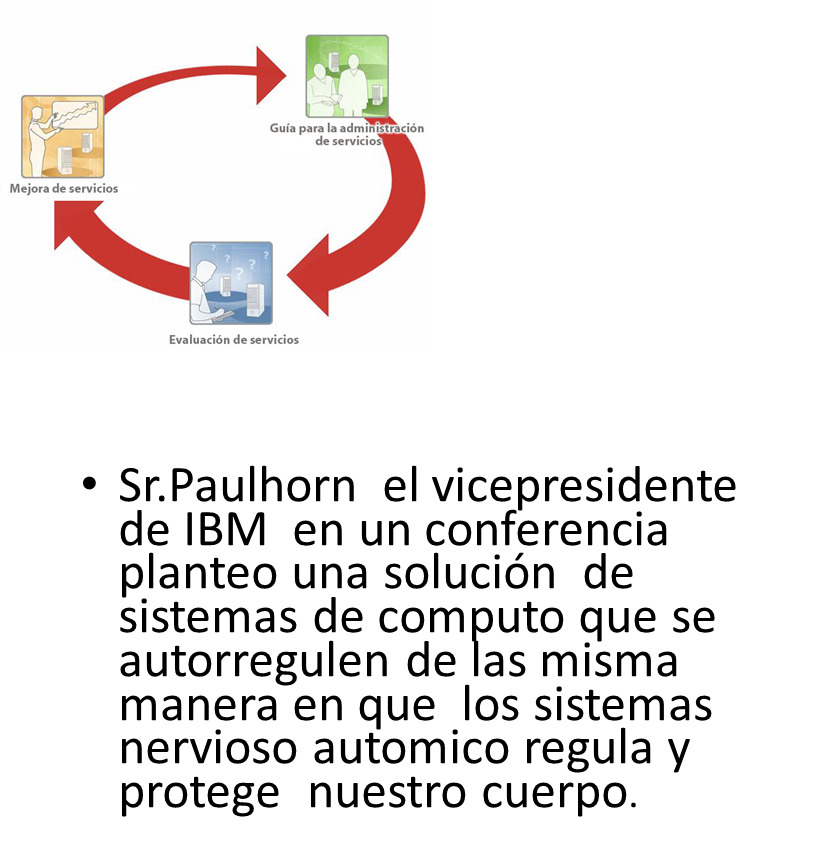 Guía para la administración
de servicios
Mejora de servicios
? ? ? ?
Evaluación de servicios
• Sr.Paulhorn el vicepresidente
de IBM en un conferencia
planteo una solución de
sistemas de computo que se
autorregulen de las misma
manera en que los sistemas
nervioso automico regula y
protege nuestro cuerpo.